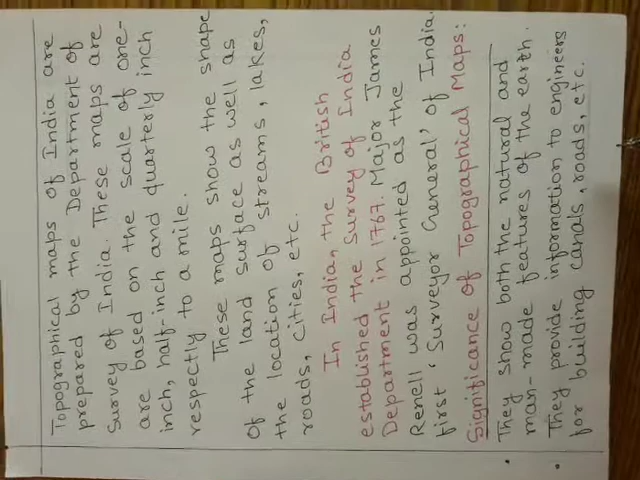 Topographical maps of India are
prepared by the Department of
Survey of India. These maps are
are based on the scale of one-
inch, half-inch and quarterly inch
respectly to a mile.
These maps show the shape
of the land surface as well as
the location of streams, lakes,
roads, cities, etc.
In India, the British
established the Survey of India
Department in 1767. Major James
Renell was appointed as the
first 'Surveyor General' of India.
Significance of Topographical Maps:
• They show both the natural and
man-made features of the earth.
• They provide information to engineers
for building canals, roads, etc.